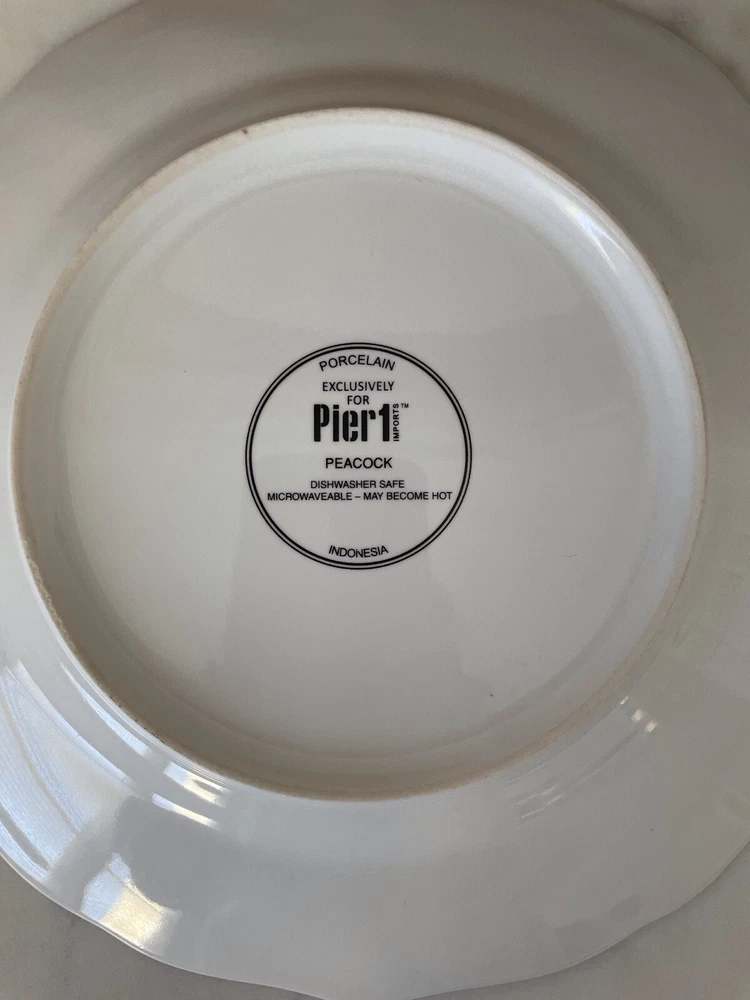 PORCELAIN
EXCLUSIVELY
FOR
Pier1 IMPORTS™
PEACOCK
DISHWASHER SAFE
MICROWAVEABLE – MAY BECOME HOT
INDONESIA